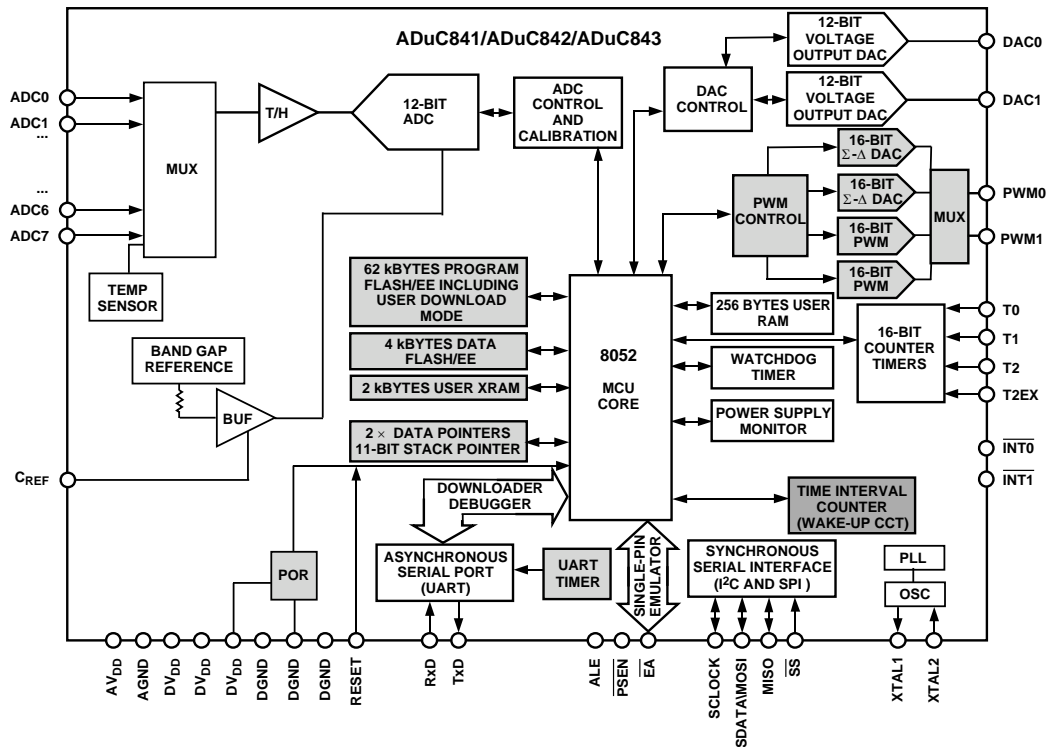 ADuC841/ADuC842/ADuC843
ADC0
ADC1
...
...
ADC6
ADC7
MUX
TEMP
SENSOR
T/H
12-BIT
ADC
ADC
CONTROL
AND
CALIBRATION
DAC
CONTROL
12-BIT
VOLTAGE
OUTPUT DAC
DAC0
12-BIT
VOLTAGE
OUTPUT DAC
DAC1
PWM
CONTROL
16-BIT
Σ-Δ DAC
16-BIT
Σ-Δ DAC
16-BIT
PWM
16-BIT
PWM
MUX
PWM0
PWM1
BAND GAP
REFERENCE
BUF
CREF
62 kBYTES PROGRAM
FLASH/EE INCLUDING
USER DOWNLOAD
MODE
4 kBYTES DATA
FLASH/EE
2 kBYTES USER XRAM
2 × DATA POINTERS
11-BIT STACK POINTER
8052
MCU
CORE
256 BYTES USER
RAM
WATCHDOG
TIMER
POWER SUPPLY
MONITOR
16-BIT
COUNTER
TIMERS
T0
T1
T2
T2EX
INT0
INT1
TIME INTERVAL
COUNTER
(WAKE-UP CCT)
DOWNLOADER
DEBUGGER
POR
ASYNCHRONOUS
SERIAL PORT
(UART)
UART
TIMER
SINGLE-PIN
EMULATOR
SYNCHRONOUS
SERIAL INTERFACE
(I2C AND SPI )
PLL
OSC
AVDD
AGND
DVDD
DVDD
DVDD
DGND
DGND
DGND
RESET
RxD
TxD
ALE
PSEN
EA
SCLOCK
SDATA\MOSI
MISO
SS
XTAL1
XTAL2